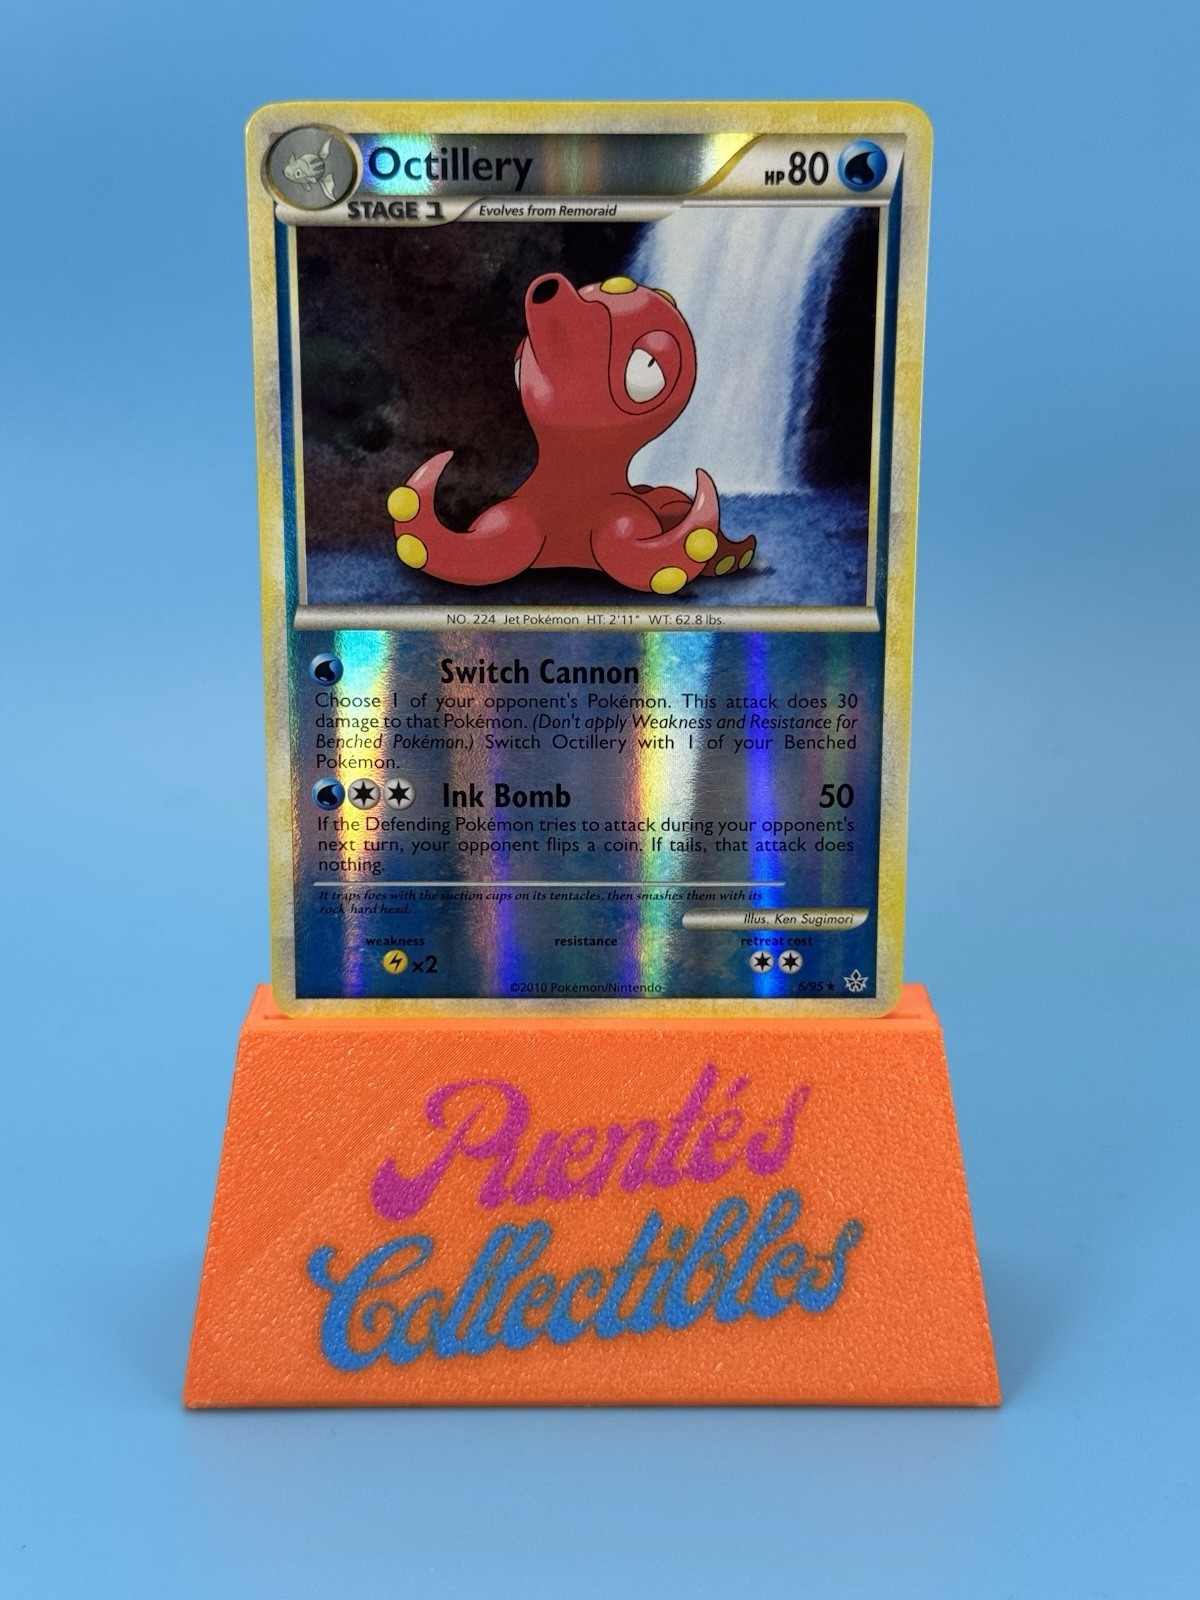 Octillery
HP 80
STAGE 1
Evolves from Remoraid
NO. 224 Jet Pokémon HT: 2'11" WT: 62.8 lbs.
Switch Cannon
Choose 1 of your opponent's Pokémon. This attack does 30
damage to that Pokémon. (Don't apply Weakness and Resistance for
Benched Pokémon.) Switch Octillery with 1 of your Benched
Pokémon.
Ink Bomb 50
If the Defending Pokémon tries to attack during your opponent's
next turn, your opponent flips a coin. If tails, that attack does
nothing.
It traps foes with the suction cups on its tentacles, then smashes them with its
rock-hard head.
Illus. Ken Sugimori
weakness resistance retreat cost
x2
©2010 Pokémon/Nintendo
6/95 ★
Puentés
Collectibles